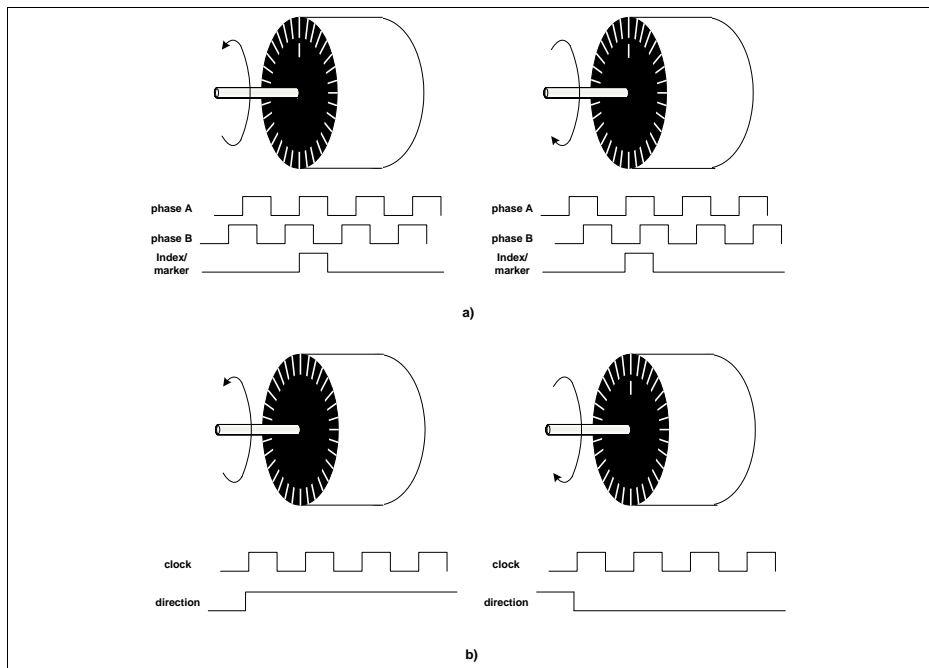 phase A phase A
phase B phase B
Index/ Index/
marker marker
a)
clock clock
direction direction
b)